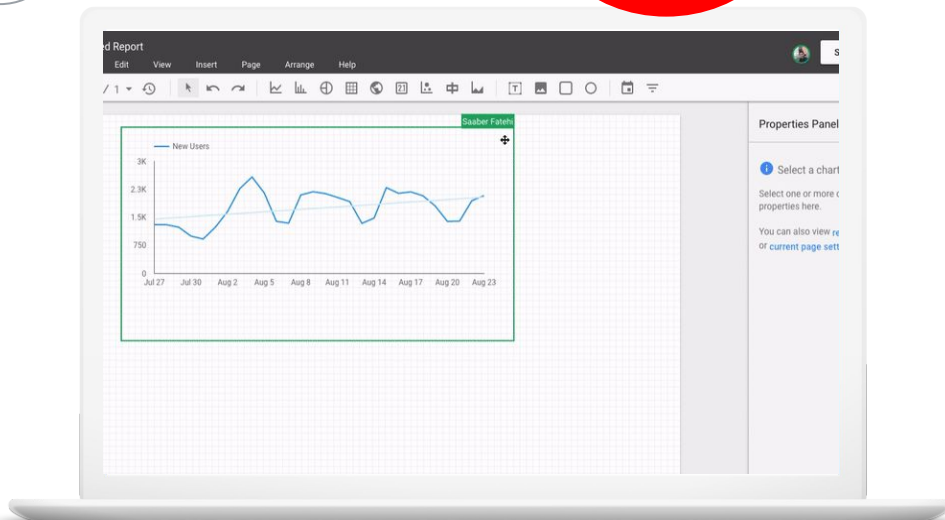 ed Report
Edit View Insert Page Arrange Help
/ 1
21
T
Saaber Fatehi
New Users
3K
2.3K
1.5K
750
0
Jul 27 Jul 30 Aug 2 Aug 5 Aug 8 Aug 11 Aug 14 Aug 17 Aug 20 Aug 23
S
Properties Panel
Select a chart
Select one or more c
properties here.
You can also view re
or current page sett